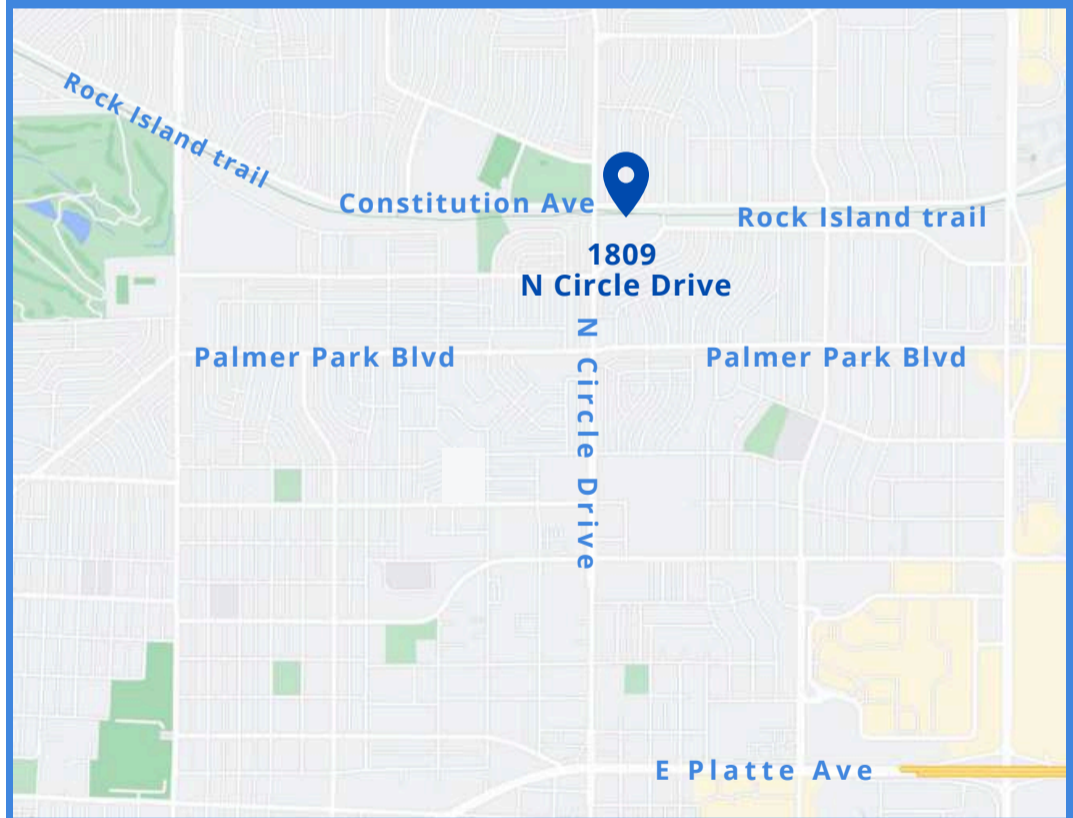 Rock Island trail
Constitution Ave
Rock Island trail
1809
N Circle Drive
N Circle Drive
Palmer Park Blvd
Palmer Park Blvd
E Platte Ave